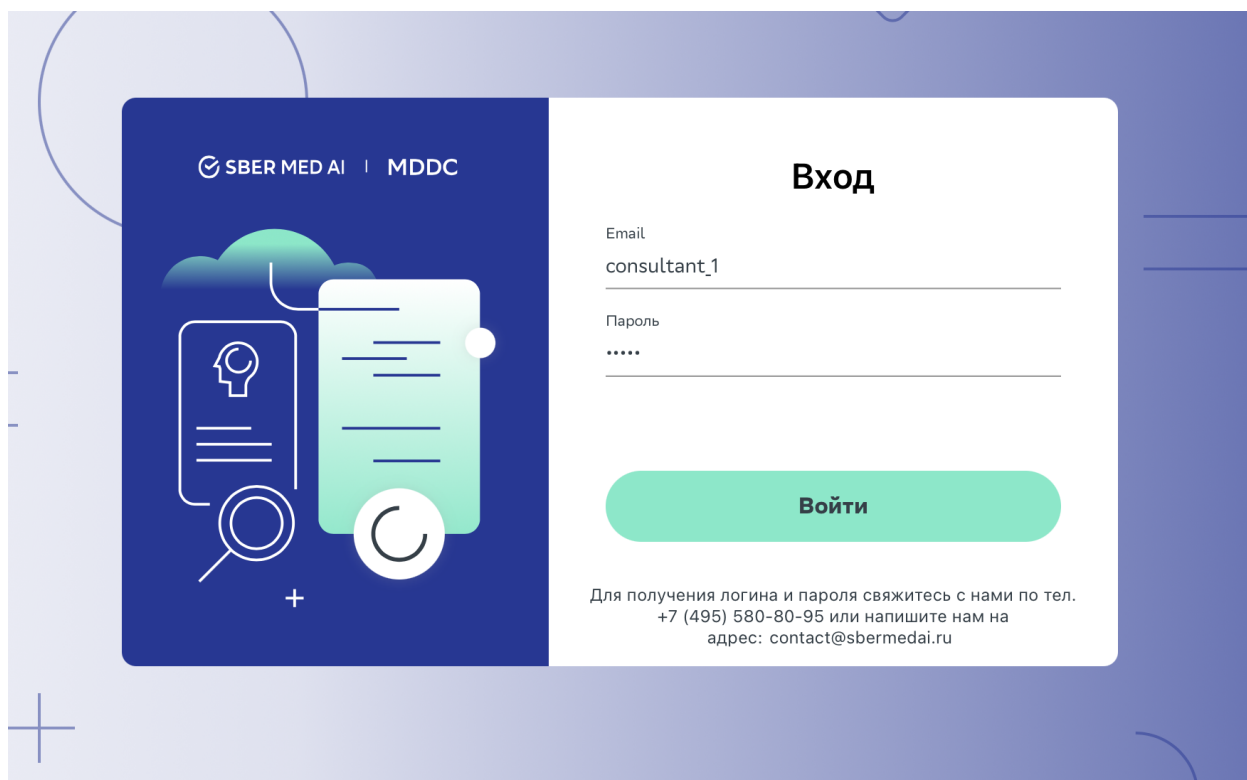 SBER MED AI | MDDC
Вход
Email
consultant_1
Пароль
•••••
Войти
Для получения логина и пароля свяжитесь с нами по тел.
+7 (495) 580-80-95 или напишите нам на
адрес: contact@sbermedai.ru